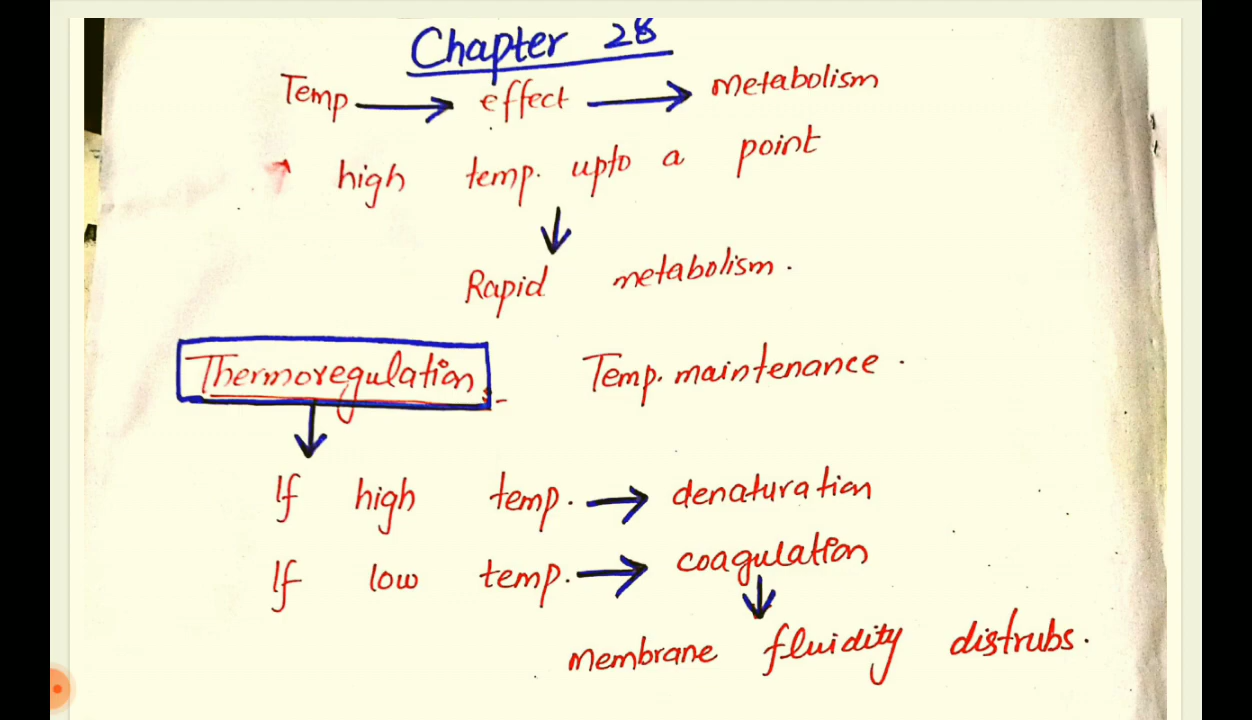 Chapter 28
Temp → effect → metabolism
↑ high temp. upto a point
↓
Rapid metabolism.
Thermoregulation:- Temp. maintenance.
↓
If high temp. → denaturation
If low temp. → coagulation
↓
membrane fluidity distrubs.